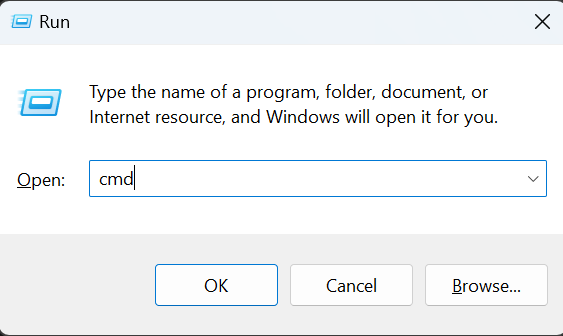 Run
Type the name of a program, folder, document, or
Internet resource, and Windows will open it for you.
Open: cmd
OK Cancel Browse...